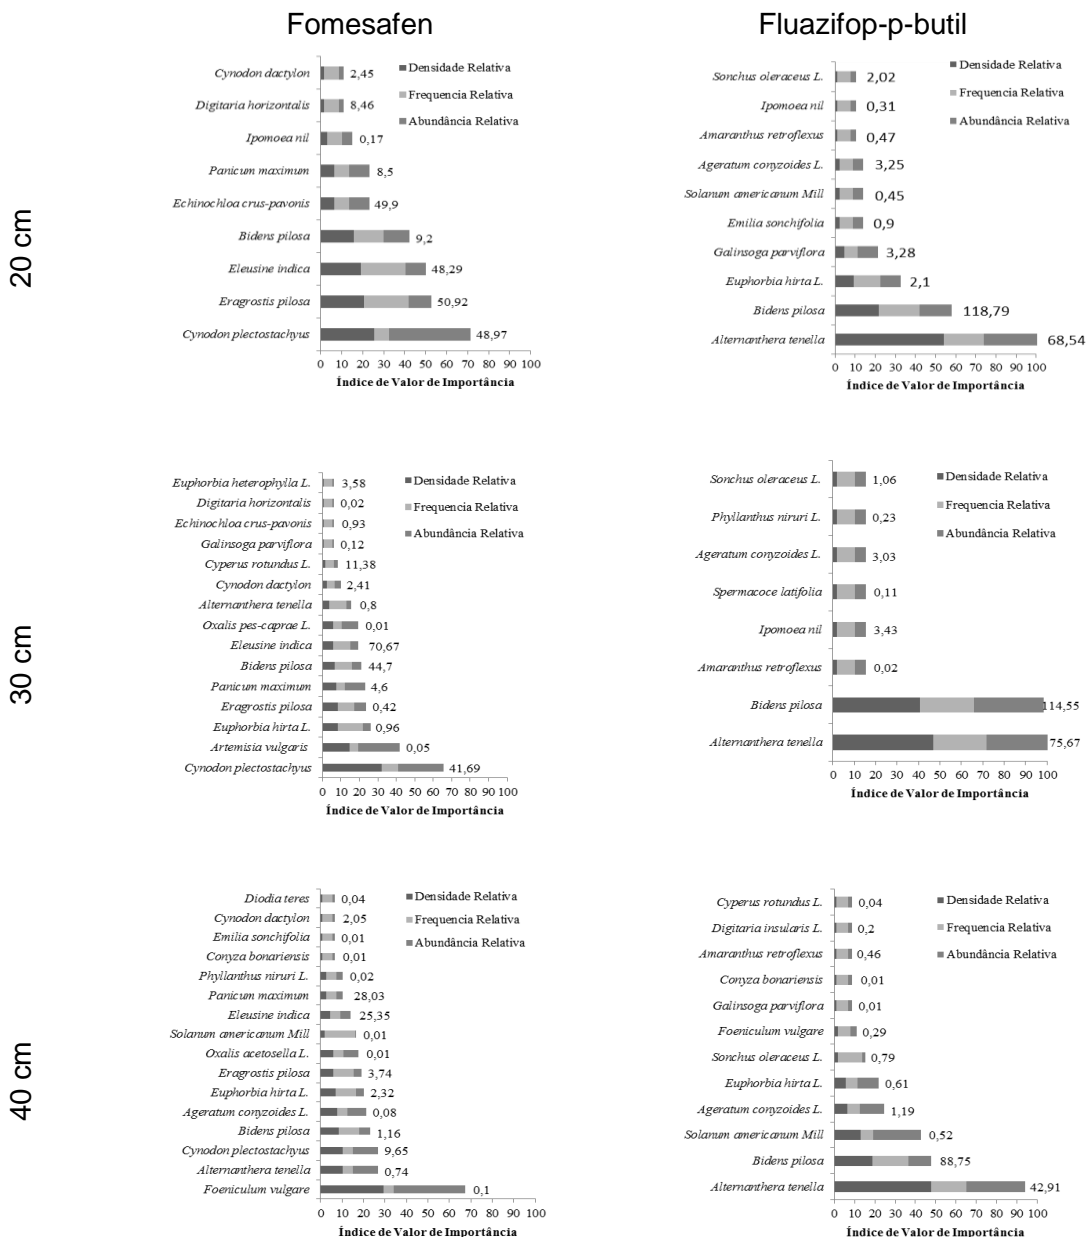 Fomesafen
Fluazifop-p-butil
20 cm
Cynodon dactylon 2,45
Digitaria horizontalis 8,46
Ipomoea nil 0,17
Panicum maximum 8,5
Echinochloa crus-pavonis 49,9
Bidens pilosa 9,2
Eleusine indica 48,29
Eragrostis pilosa 50,92
Cynodon plectostachyus 48,97
Densidade Relativa
Frequencia Relativa
Abundância Relativa
0 10 20 30 40 50 60 70 80 90 100
Índice de Valor de Importância
Sonchus oleraceus L. 2,02
Ipomoea nil 0,31
Amaranthus retroflexus 0,47
Ageratum conyzoides L. 3,25
Solanum americanum Mill 0,45
Emilia sonchifolia 0,9
Galinsoga parviflora 3,28
Euphorbia hirta L. 2,1
Bidens pilosa 118,79
Alternanthera tenella 68,54
Densidade Relativa
Frequencia Relativa
Abundância Relativa
0 10 20 30 40 50 60 70 80 90 100
Índice de Valor de Importância
30 cm
Euphorbia heterophylla L. 3,58
Digitaria horizontalis 0,02
Echinochloa crus-pavonis 0,93
Galinsoga parviflora 0,12
Cyperus rotundus L. 11,38
Cynodon dactylon 2,41
Alternanthera tenella 0,8
Oxalis pes-caprae L. 0,01
Eleusine indica 70,67
Bidens pilosa 44,7
Panicum maximum 4,6
Eragrostis pilosa 0,42
Euphorbia hirta L. 0,96
Artemisia vulgaris 0,05
Cynodon plectostachyus 41,69
Densidade Relativa
Frequencia Relativa
Abundância Relativa
0 10 20 30 40 50 60 70 80 90 100
Índice de Valor de Importância
Sonchus oleraceus L. 1,06
Phyllanthus niruri L. 0,23
Ageratum conyzoides L. 3,03
Spermacoce latifolia 0,11
Ipomoea nil 3,43
Amaranthus retroflexus 0,02
Bidens pilosa 114,55
Alternanthera tenella 75,67
Densidade Relativa
Frequencia Relativa
Abundância Relativa
0 10 20 30 40 50 60 70 80 90 100
Índice de Valor de Importância
40 cm
Diodia teres 0,04
Cynodon dactylon 2,05
Emilia sonchifolia 0,01
Conyza bonariensis 0,01
Phyllanthus niruri L. 0,02
Panicum maximum 28,03
Eleusine indica 25,35
Solanum americanum Mill 0,01
Oxalis acetosella L. 0,01
Eragrostis pilosa 3,74
Euphorbia hirta L. 2,32
Ageratum conyzoides L. 0,08
Bidens pilosa 1,16
Cynodon plectostachyus 9,65
Alternanthera tenella 0,74
Foeniculum vulgare 0,1
Densidade Relativa
Frequencia Relativa
Abundância Relativa
0 10 20 30 40 50 60 70 80 90 100
Índice de Valor de Importância
Cyperus rotundus L. 0,04
Digitaria insularis L. 0,2
Amaranthus retroflexus 0,46
Conyza bonariensis 0,01
Galinsoga parviflora 0,01
Foeniculum vulgare 0,29
Sonchus oleraceus L. 0,79
Euphorbia hirta L. 0,61
Ageratum conyzoides L. 1,19
Solanum americanum Mill 0,52
Bidens pilosa 88,75
Alternanthera tenella 42,91
Densidade Relativa
Frequencia Relativa
Abundância Relativa
0 10 20 30 40 50 60 70 80 90 100
Índice de Valor de Importância